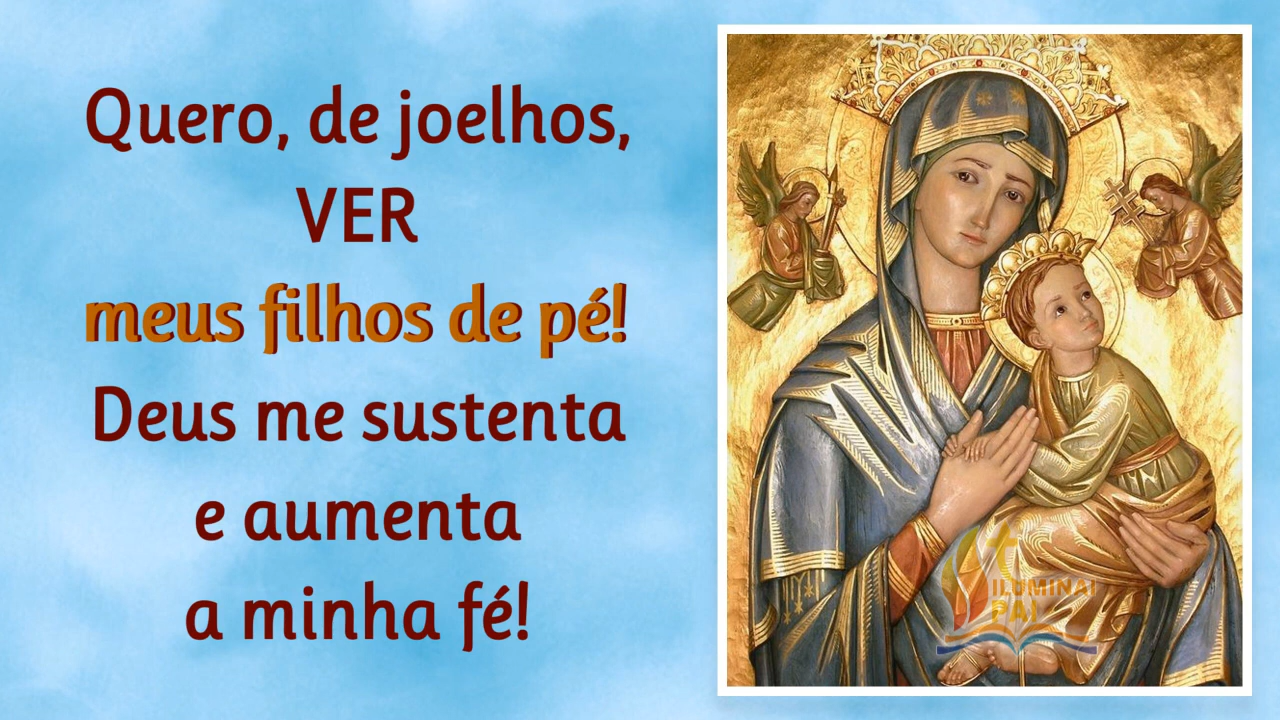 Quero, de joelhos,
VER
meus filhos de pé!
Deus me sustenta
e aumenta
a minha fé!
ILUMINAI
PAI